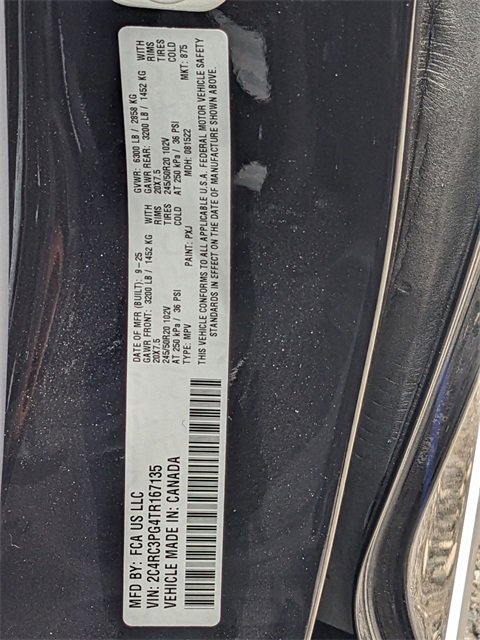 MFD BY: FCA US LLC
VIN: 2C4RC3PG4TR167135
VEHICLE MADE IN: CANADA
DATE OF MFR (BUILT): 9-25 GVWR: 6300 LB / 2858 KG
GAWR FRONT: 3200 LB / 1452 KG WITH GAWR REAR: 3200 LB / 1452 KG WITH
20X7.5 RIMS 20X7.5 RIMS
245/50R20 102V TIRES 245/50R20 102V TIRES
AT 250 kPa / 36 PSI COLD AT 250 kPa / 36 PSI COLD
TYPE: MPV PAINT: PXJ MDH: 081522 MKT: 875
THIS VEHICLE CONFORMS TO ALL APPLICABLE U.S.A. FEDERAL MOTOR VEHICLE SAFETY
STANDARDS IN EFFECT ON THE DATE OF MANUFACTURE SHOWN ABOVE.